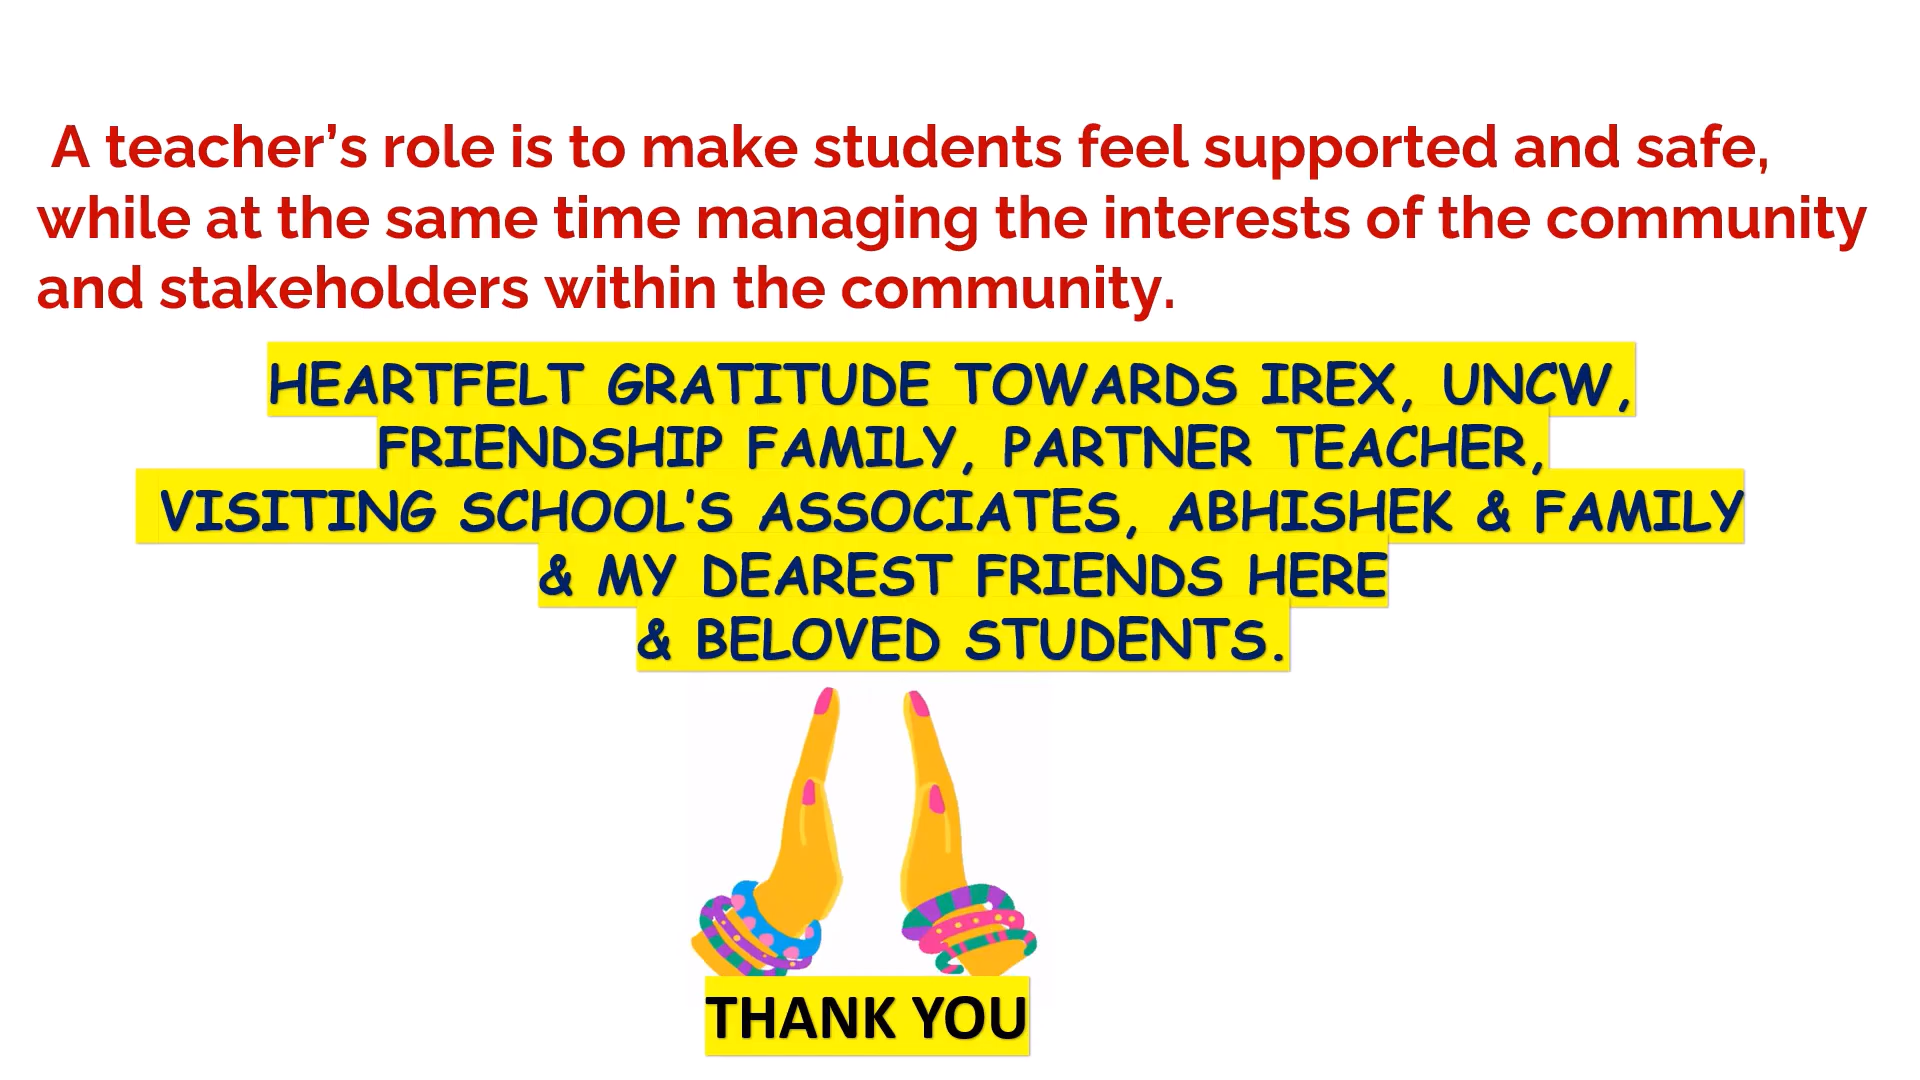 A teacher’s role is to make students feel supported and safe,
while at the same time managing the interests of the community
and stakeholders within the community.
HEARTFELT GRATITUDE TOWARDS IREX, UNCW,
FRIENDSHIP FAMILY, PARTNER TEACHER,
VISITING SCHOOL'S ASSOCIATES, ABHISHEK & FAMILY
& MY DEAREST FRIENDS HERE
& BELOVED STUDENTS.
THANK YOU